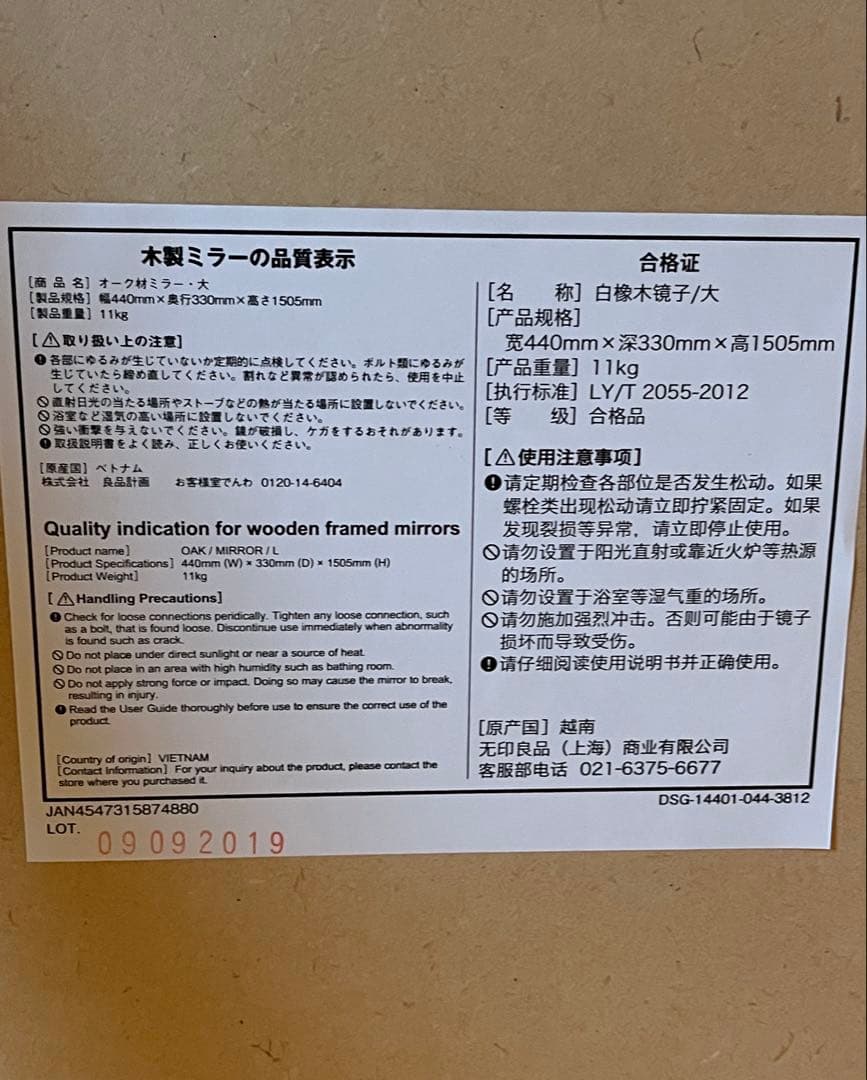 木製ミラーの品質表示
[商 品 名] オーク材ミラー・大
[製品規格] 幅440mm×奥行330mm×高さ1505mm
[製品重量] 11kg
[⚠取り扱い上の注意]
各部にゆるみが生じていないか定期的に点検してください。ボルト類にゆるみが
生じていたら締め直してください。割れなど異常が認められたら、使用を中止
してください。
直射日光の当たる場所やストーブなどの熱が当たる場所に設置しないでください。
浴室など湿気の高い場所に設置しないでください。
強い衝撃を与えないでください。鏡が破損し、ケガをするおそれがあります。
取扱説明書をよく読み、正しくお使いください。
[原産国] ベトナム
株式会社 良品計画 お客様室でんわ 0120-14-6404
Quality indication for wooden framed mirrors
[Product name] OAK / MIRROR / L
[Product Specifications] 440mm (W) × 330mm (D) × 1505mm (H)
[Product Weight] 11kg
[⚠Handling Precautions]
Check for loose connections peridically. Tighten any loose connection, such
as a bolt, that is found loose. Discontinue use immediately when abnormality
is found such as crack.
Do not place under direct sunlight or near a source of heat.
Do not place in an area with high humidity such as bathing room.
Do not apply strong force or impact. Doing so may cause the mirror to break,
resulting in injury.
Read the User Guide thoroughly before use to ensure the correct use of the
product.
[Country of origin] VIETNAM
[Contact Information] For your inquiry about the product, please contact the
store where you purchased it.
合格证
[名 称] 白橡木镜子/大
[产品规格]
宽440mm×深330mm×高1505mm
[产品重量] 11kg
[执行标准] LY/T 2055-2012
[等 级] 合格品
[⚠使用注意事项]
请定期检查各部位是否发生松动。如果
螺栓类出现松动请立即拧紧固定。如果
发现裂损等异常，请立即停止使用。
请勿设置于阳光直射或靠近火炉等热源
的场所。
请勿设置于浴室等湿气重的场所。
请勿施加强烈冲击。否则可能由于镜子
损坏而导致受伤。
请仔细阅读使用说明书并正确使用。
[原产国] 越南
无印良品（上海）商业有限公司
客服部电话 021-6375-6677
JAN4547315874880
DSG-14401-044-3812
LOT.
09092019